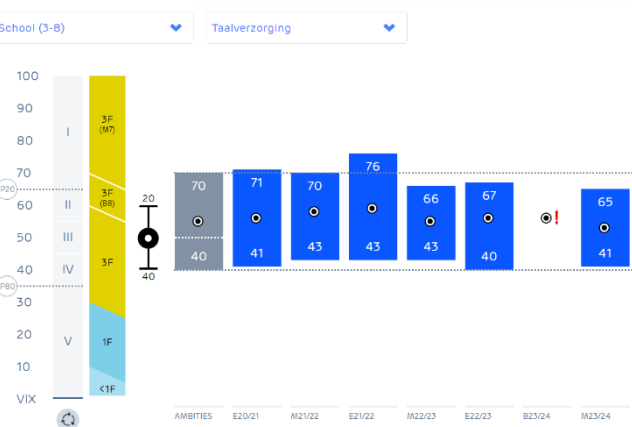 School (3-8)
Taalverzorging
100
90
80
70
60
50
40
30
20
10
VIX
P20
P80
I
II
III
IV
V
3F
(M7)
3F
(B8)
3F
1F
<1F
20
40
70
40
71
41
70
43
76
43
66
43
67
40
!
65
41
AMBITIES
E20/21
M21/22
E21/22
M22/23
E22/23
B23/24
M23/24